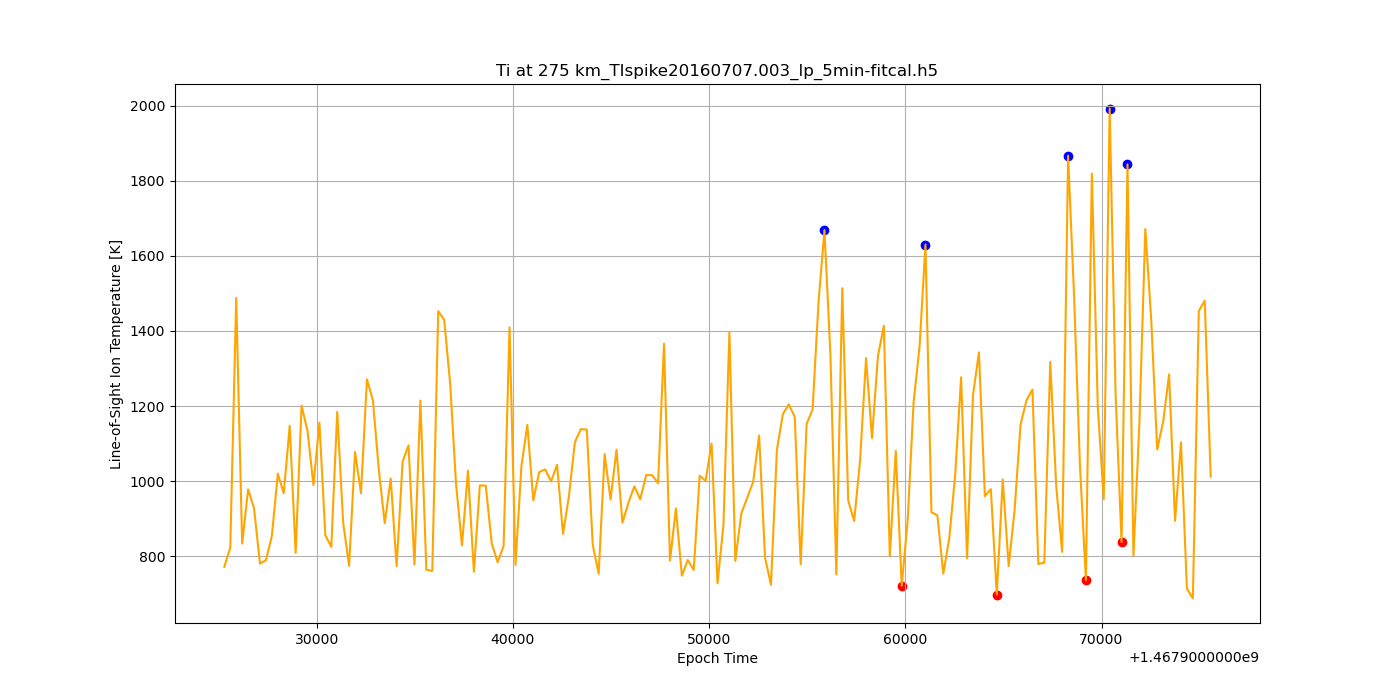 Ti at 275 km_TIspike20160707.003_lp_5min-fitcal.h5
Line-of-Sight Ion Temperature [K]
2000
1800
1600
1400
1200
1000
800
30000 40000 50000 60000 70000
Epoch Time
+1.4679000000e9